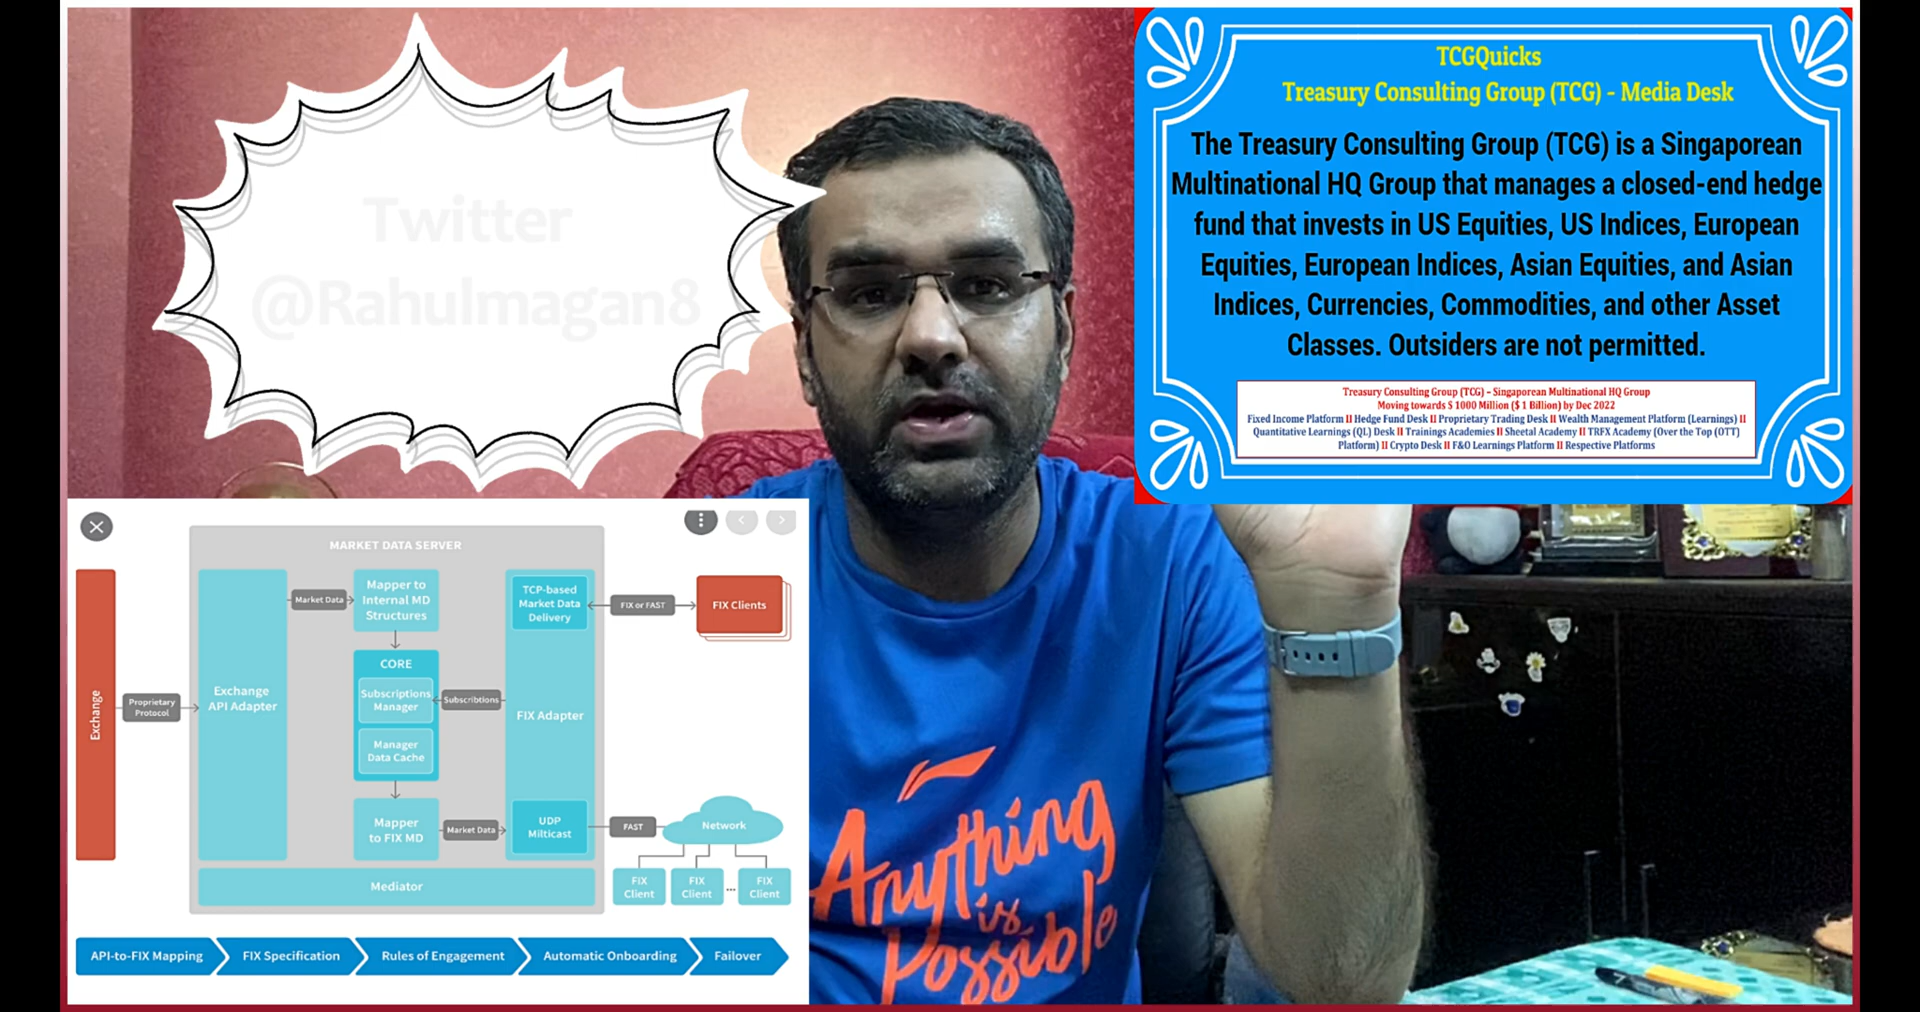 Twitter
@Rahulmagan8
TCGQuicks
Treasury Consulting Group (TCG) - Media Desk
The Treasury Consulting Group (TCG) is a Singaporean
Multinational HQ Group that manages a closed-end hedge
fund that invests in US Equities, US Indices, European
Equities, European Indices, Asian Equities, and Asian
Indices, Currencies, Commodities, and other Asset
Classes. Outsiders are not permitted.
Treasury Consulting Group (TCG) - Singaporean Multinational HQ Group
Moving towards $ 1000 Million ($ 1 Billion) by Dec 2022
Fixed Income Platform II Hedge Fund Desk II Proprietary Trading Desk II Wealth Management Platform (Learnings) II
Quantitative Learnings (QL) Desk II Trainings Academies II Sheetal Academy II TRFX Academy (Over the Top (OTT)
Platform) II Crypto Desk II F&O Learnings Platform II Respective Platforms
MARKET DATA SERVER
Exchange
Proprietary
Protocol
Exchange
API Adapter
Market Data
Mapper to
Internal MD
Structures
CORE
Subscriptions
Manager
Manager
Data Cache
Subscribtions
Mapper
to FIX MD
Market Data
TCP-based
Market Data
Delivery
FIX Adapter
UDP
Milticast
FIX or FAST
FIX Clients
FAST
Network
FIX
Client
FIX
Client
...
FIX
Client
Mediator
API-to-FIX Mapping
FIX Specification
Rules of Engagement
Automatic Onboarding
Failover
Anything
is
Possible